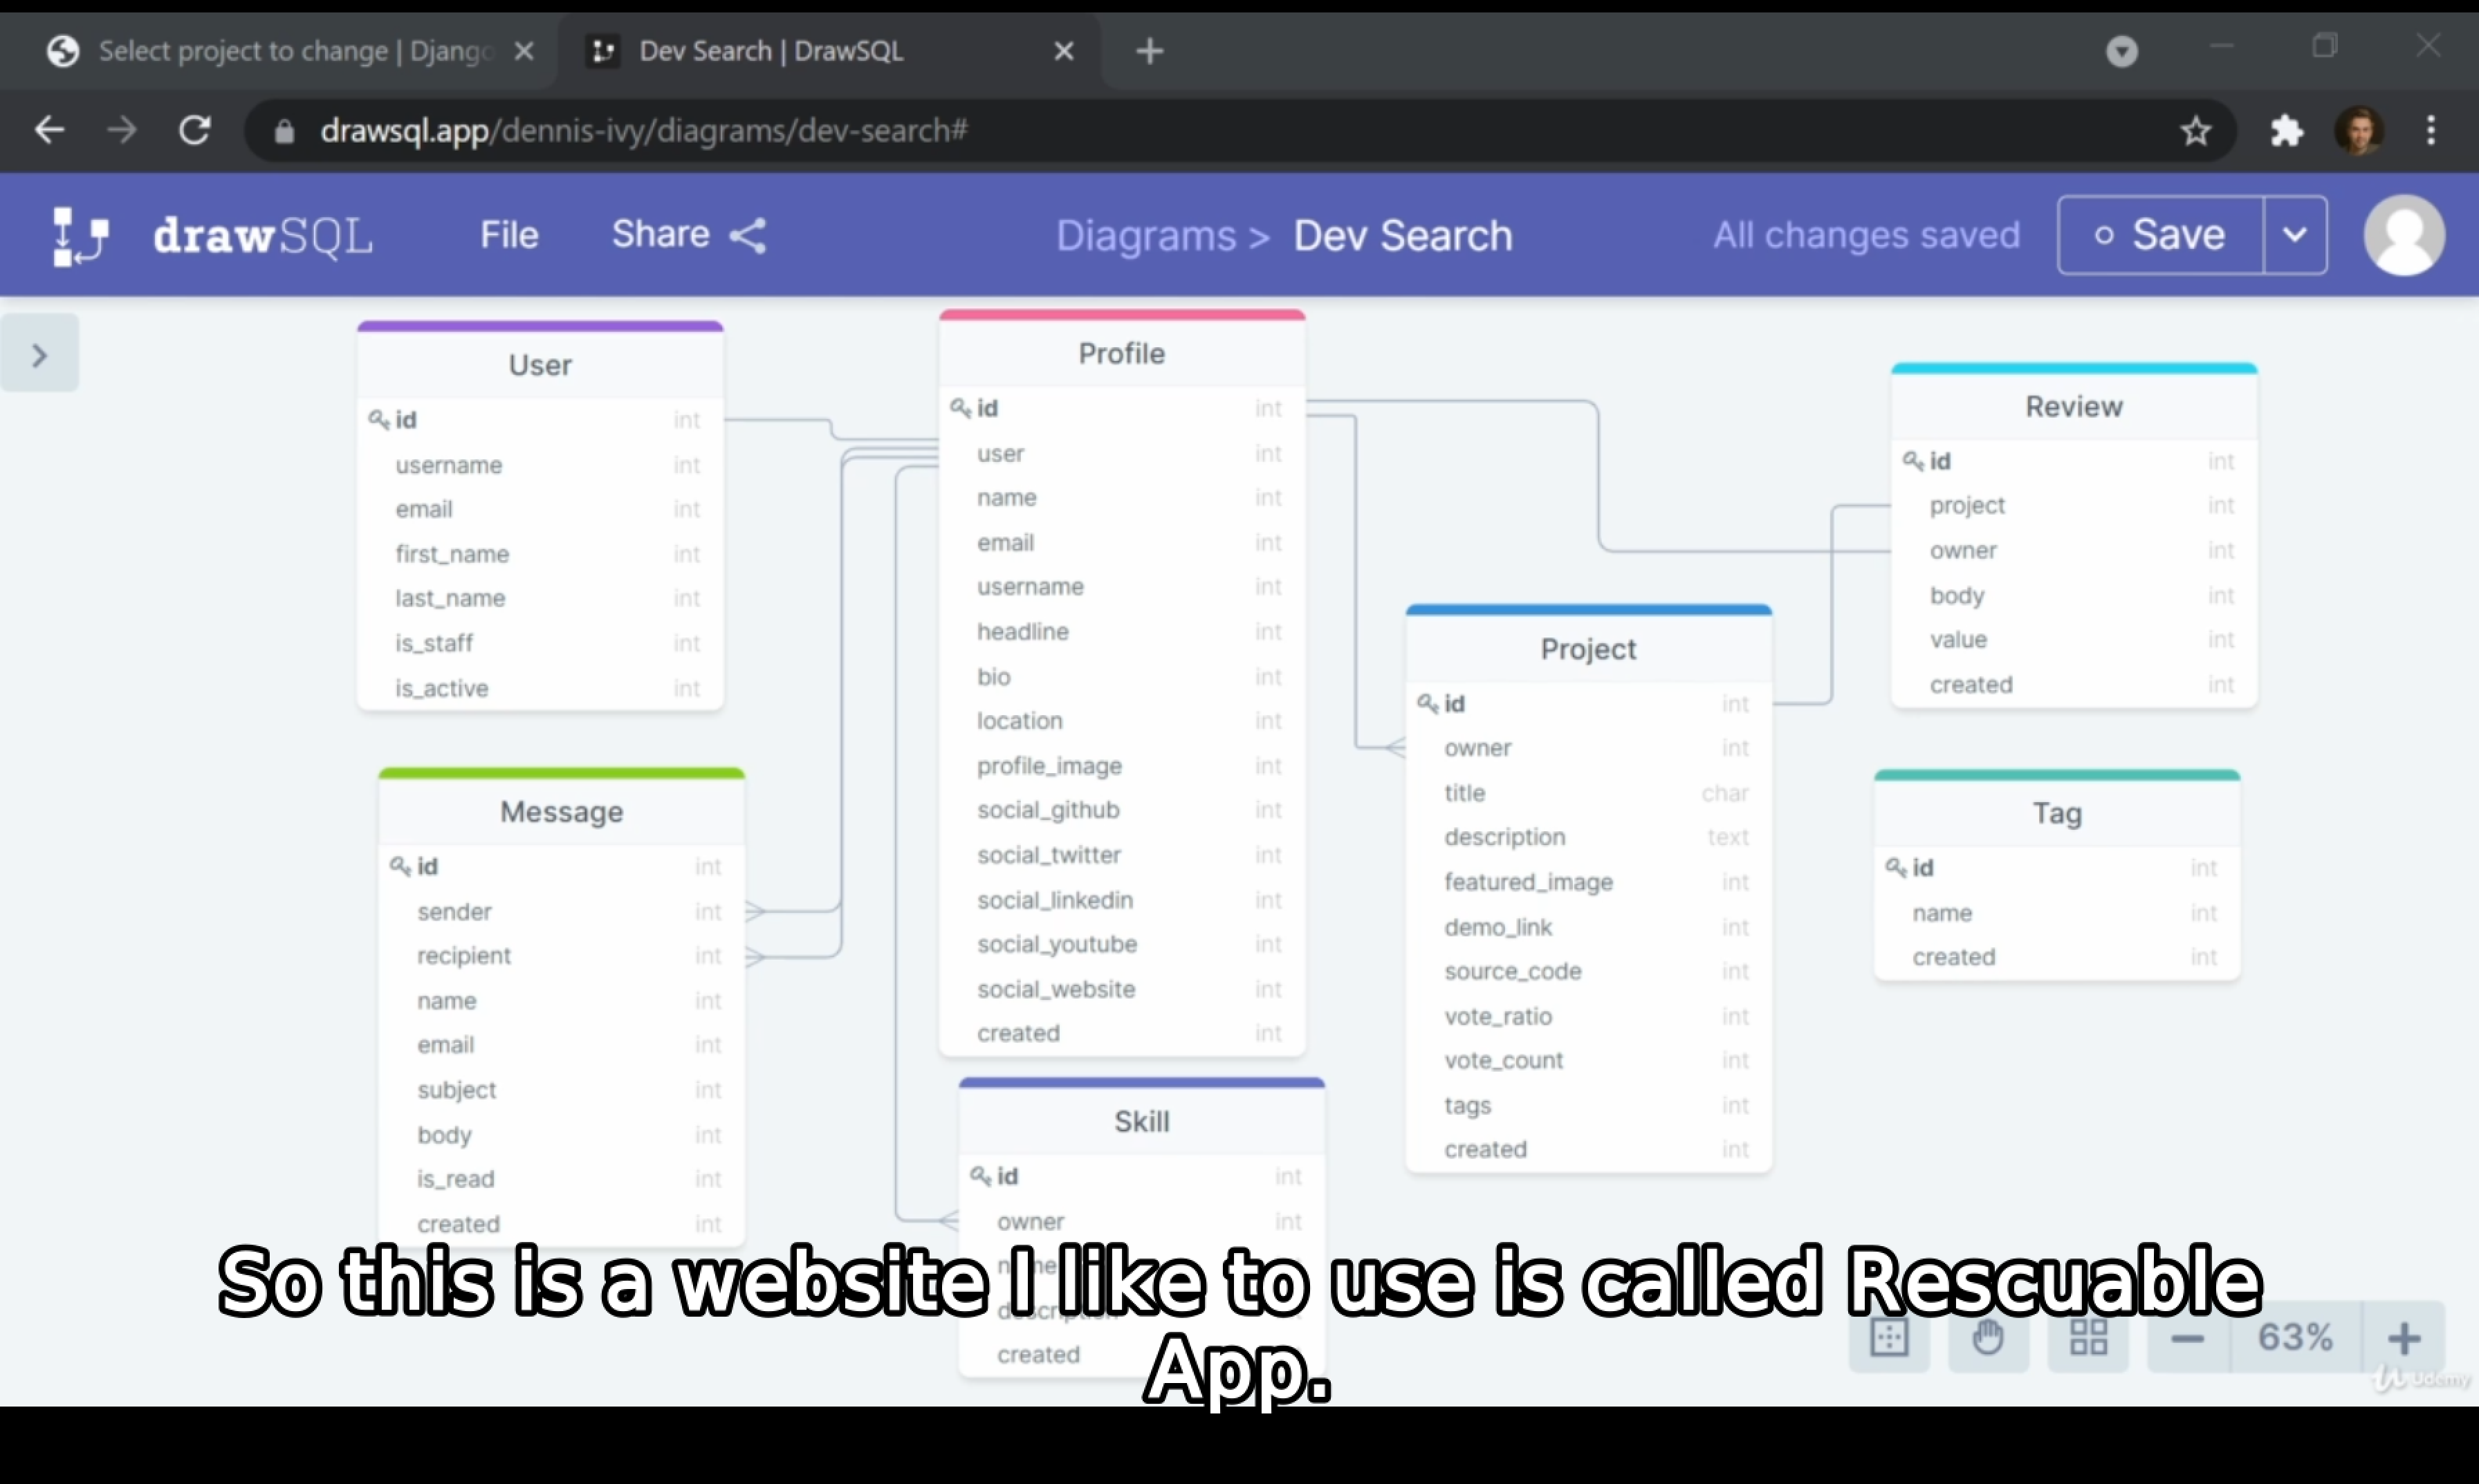 Select project to change | Django
Dev Search | DrawSQL
drawsql.app/dennis-ivy/diagrams/dev-search#
drawSQL
File
Share
Diagrams > Dev Search
All changes saved
Save
User
id int
username int
email int
first_name int
last_name int
is_staff int
is_active int
Message
id int
sender int
recipient int
name int
email int
subject int
body int
is_read int
created int
Profile
id int
user int
name int
email int
username int
headline int
bio int
location int
profile_image int
social_github int
social_twitter int
social_linkedin int
social_youtube int
social_website int
created int
Skill
id int
owner int
name
description
created
Project
id int
owner int
title char
description text
featured_image int
demo_link int
source_code int
vote_ratio int
vote_count int
tags int
created int
Review
id int
project int
owner int
body int
value int
created int
Tag
id int
name int
created int
So this is a website I like to use is called Rescuable
App.
63%
Udemy